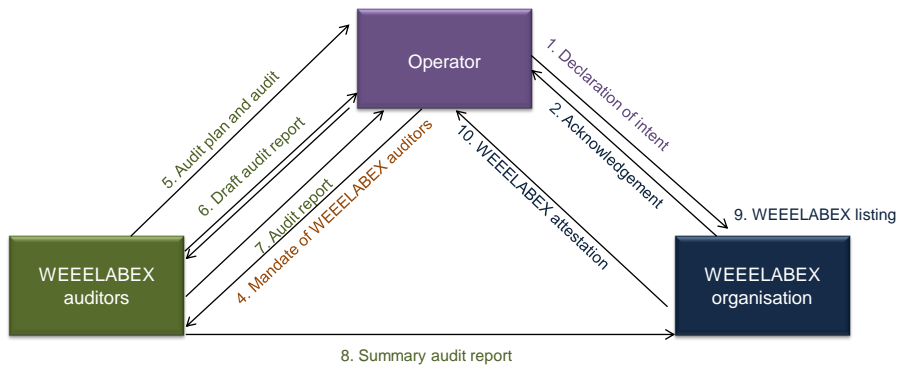 Operator
1. Declaration of intent
2. Acknowledgement
5. Audit plan and audit
6. Draft audit report
7. Audit report
4. Mandate of WEEELABEX auditors
10. WEEELABEX attestation
9. WEEELABEX listing
WEEELABEX
auditors
WEEELABEX
organisation
8. Summary audit report